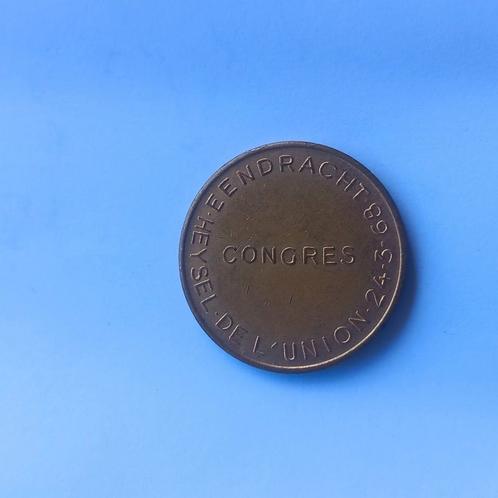 EENDRACHT
CONGRES
HEYSEL · DE L'UNION · 24-3-68